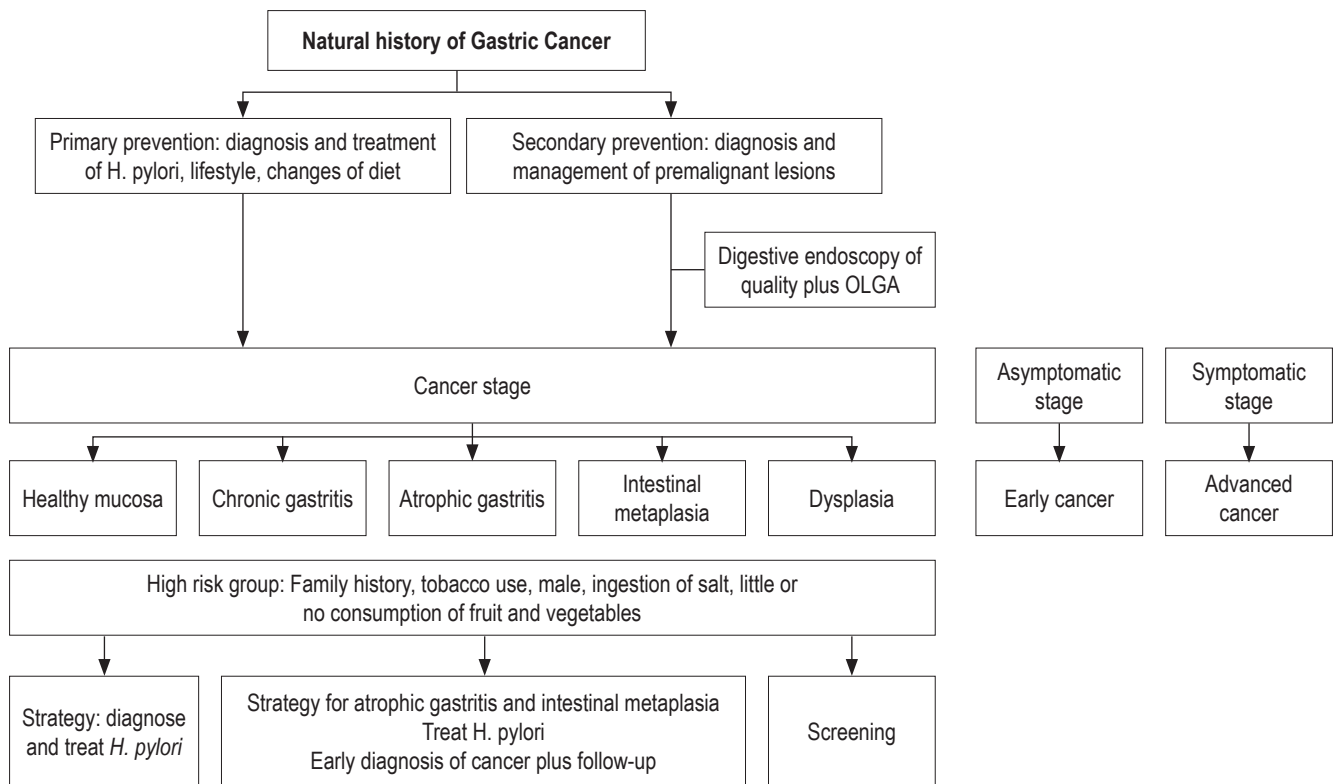 Natural history of Gastric Cancer
Primary prevention: diagnosis and treatment
of H. pylori, lifestyle, changes of diet
Secondary prevention: diagnosis and
management of premalignant lesions
Digestive endoscopy of
quality plus OLGA
Cancer stage
Asymptomatic
stage
Symptomatic
stage
Healthy mucosa
Chronic gastritis
Atrophic gastritis
Intestinal
metaplasia
Dysplasia
Early cancer
Advanced
cancer
High risk group: Family history, tobacco use, male, ingestion of salt, little or
no consumption of fruit and vegetables
Strategy: diagnose
and treat H. pylori
Strategy for atrophic gastritis and intestinal metaplasia
Treat H. pylori
Early diagnosis of cancer plus follow-up
Screening